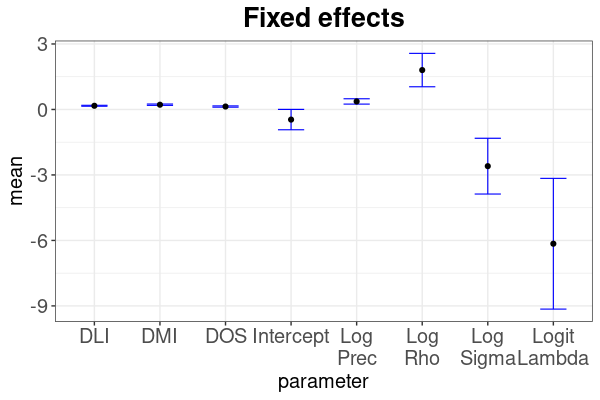 Fixed effects
3
0
-3
-6
-9
mean
DLI DMI DOS Intercept Log Log Log Logit
Prec Rho Sigma Lambda
parameter